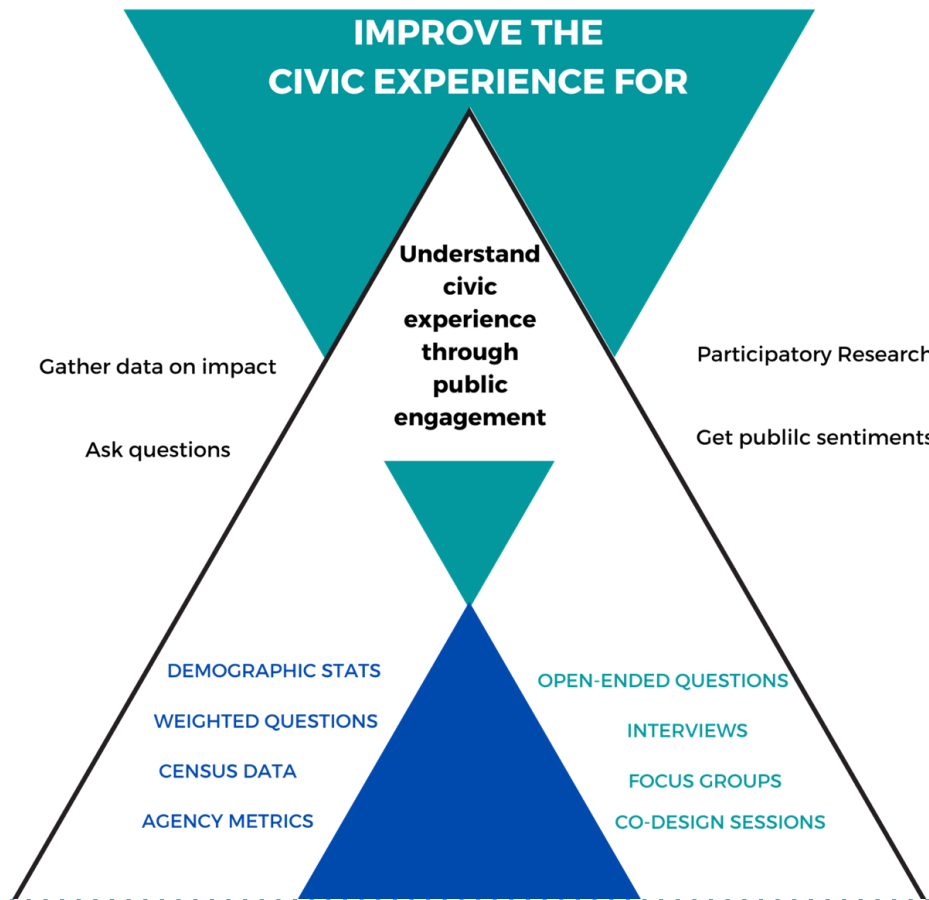 IMPROVE THE
CIVIC EXPERIENCE FOR
Understand
civic
experience
through
public
engagement
Gather data on impact
Ask questions
Participatory Research
Get publilc sentiments
DEMOGRAPHIC STATS
WEIGHTED QUESTIONS
CENSUS DATA
AGENCY METRICS
OPEN-ENDED QUESTIONS
INTERVIEWS
FOCUS GROUPS
CO-DESIGN SESSIONS